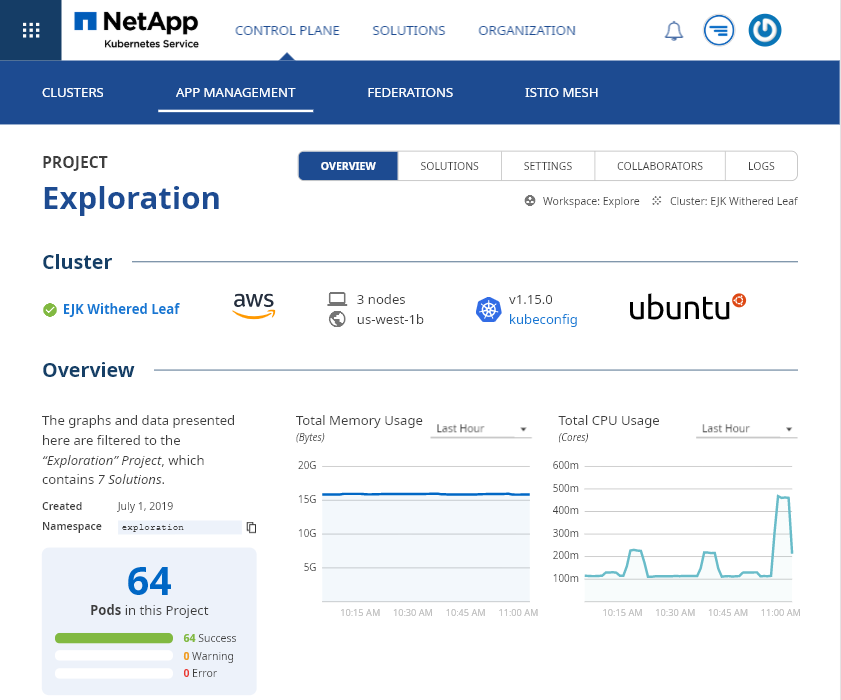 NetApp
Kubernetes Service
CONTROL PLANE
SOLUTIONS
ORGANIZATION
CLUSTERS
APP MANAGEMENT
FEDERATIONS
ISTIO MESH
PROJECT
Exploration
OVERVIEW
SOLUTIONS
SETTINGS
COLLABORATORS
LOGS
Workspace: Explore
Cluster: EJK Withered Leaf
Cluster
EJK Withered Leaf
aws
3 nodes
us-west-1b
v1.15.0
kubeconfig
ubuntu
Overview
The graphs and data presented
here are filtered to the
“Exploration” Project, which
contains 7 Solutions.
Created July 1, 2019
Namespace exploration
64
Pods in this Project
64 Success
0 Warning
0 Error
Total Memory Usage
(Bytes)
Last Hour
20G
15G
10G
5G
10:15 AM 10:30 AM 10:45 AM 11:00 AM
Total CPU Usage
(Cores)
Last Hour
600m
500m
400m
300m
200m
100m
10:15 AM 10:30 AM 10:45 AM 11:00 AM